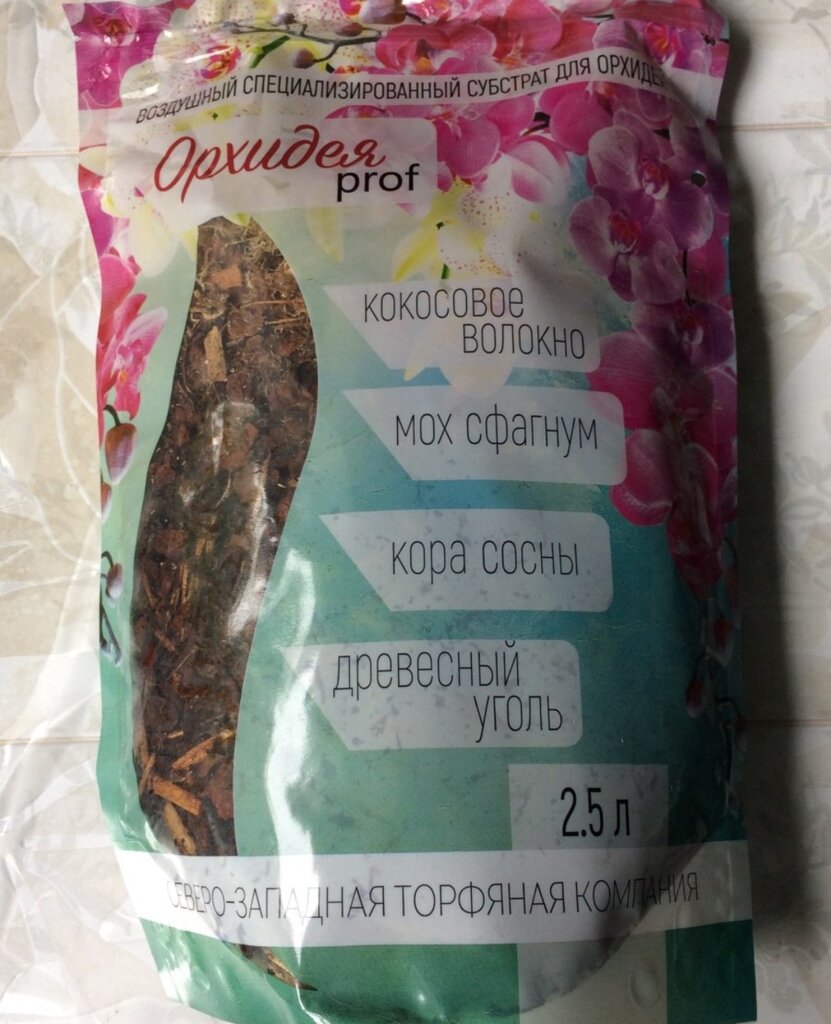 ВОЗДУШНЫЙ СПЕЦИАЛИЗИРОВАННЫЙ СУБСТРАТ ДЛЯ ОРХИДЕ
Орхидея
prof
кокосовое
волокно
мох сфагнум
кора сосны
древесный
уголь
2.5 л
СЕВЕРО-ЗАПАДНАЯ ТОРФЯНАЯ КОМПАНИЯ